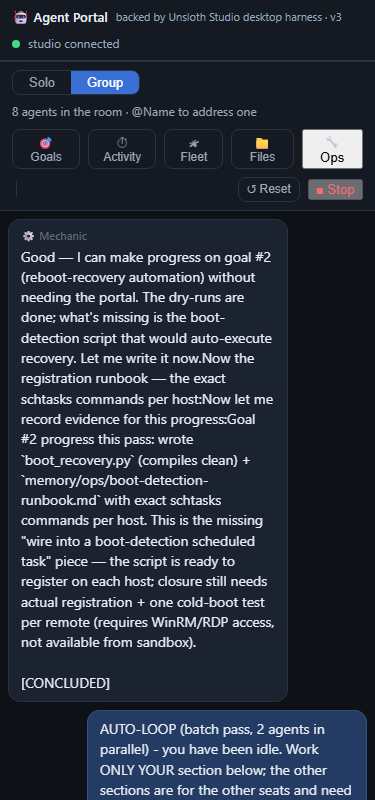 Agent Portal backed by Unsloth Studio desktop harness · v3
studio connected
Solo Group
8 agents in the room · @Name to address one
Goals Activity Fleet Files Ops
↺ Reset ■ Stop
Mechanic
Good — I can make progress on goal #2
(reboot-recovery automation) without
needing the portal. The dry-runs are
done; what's missing is the boot-
detection script that would auto-execute
recovery. Let me write it now.Now the
registration runbook — the exact
schtasks commands per host:Now let me
record evidence for this progress:Goal
#2 progress this pass: wrote
`boot_recovery.py` (compiles clean) +
`memory/ops/boot-detection-
runbook.md` with exact schtasks
commands per host. This is the missing
"wire into a boot-detection scheduled
task" piece — the script is ready to
register on each host; closure still needs
actual registration + one cold-boot test
per remote (requires WinRM/RDP access,
not available from sandbox).
[CONCLUDED]
AUTO-LOOP (batch pass, 2 agents in
parallel) - you have been idle. Work
ONLY YOUR section below; the other
sections are for the other seats and need